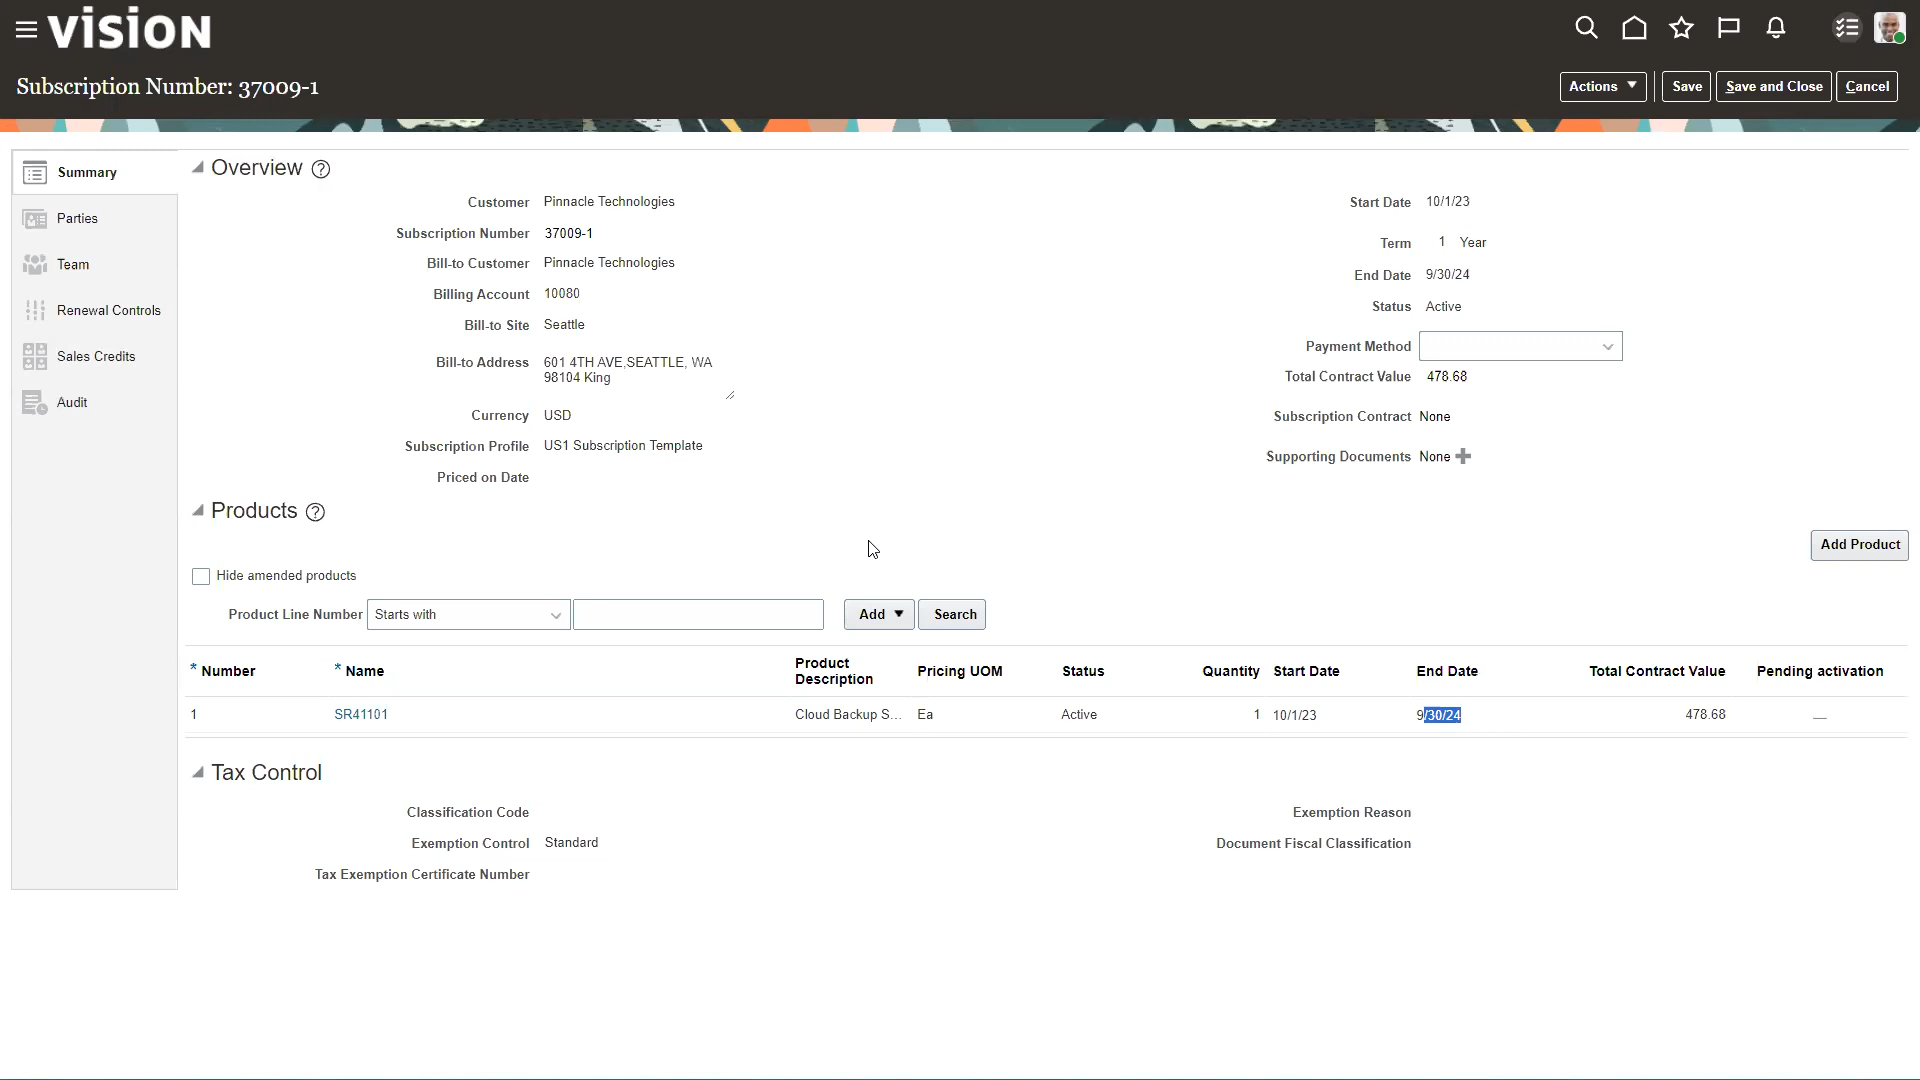 VISION
Subscription Number: 37009-1
Actions Save Save and Close Cancel
Summary
Parties
Team
Renewal Controls
Sales Credits
Audit
Overview
Customer Pinnacle Technologies
Subscription Number 37009-1
Bill-to Customer Pinnacle Technologies
Billing Account 10080
Bill-to Site Seattle
Bill-to Address 601 4TH AVE,SEATTLE, WA
98104 King
Currency USD
Subscription Profile US1 Subscription Template
Priced on Date
Start Date 10/1/23
Term 1 Year
End Date 9/30/24
Status Active
Payment Method
Total Contract Value 478.68
Subscription Contract None
Supporting Documents None
Products
Add Product
Hide amended products
Product Line Number Starts with Add Search
* Number * Name Product Description Pricing UOM Status Quantity Start Date End Date Total Contract Value Pending activation
1 SR41101 Cloud Backup S... Ea Active 1 10/1/23 9/30/24 478.68 —
Tax Control
Classification Code
Exemption Control Standard
Tax Exemption Certificate Number
Exemption Reason
Document Fiscal Classification